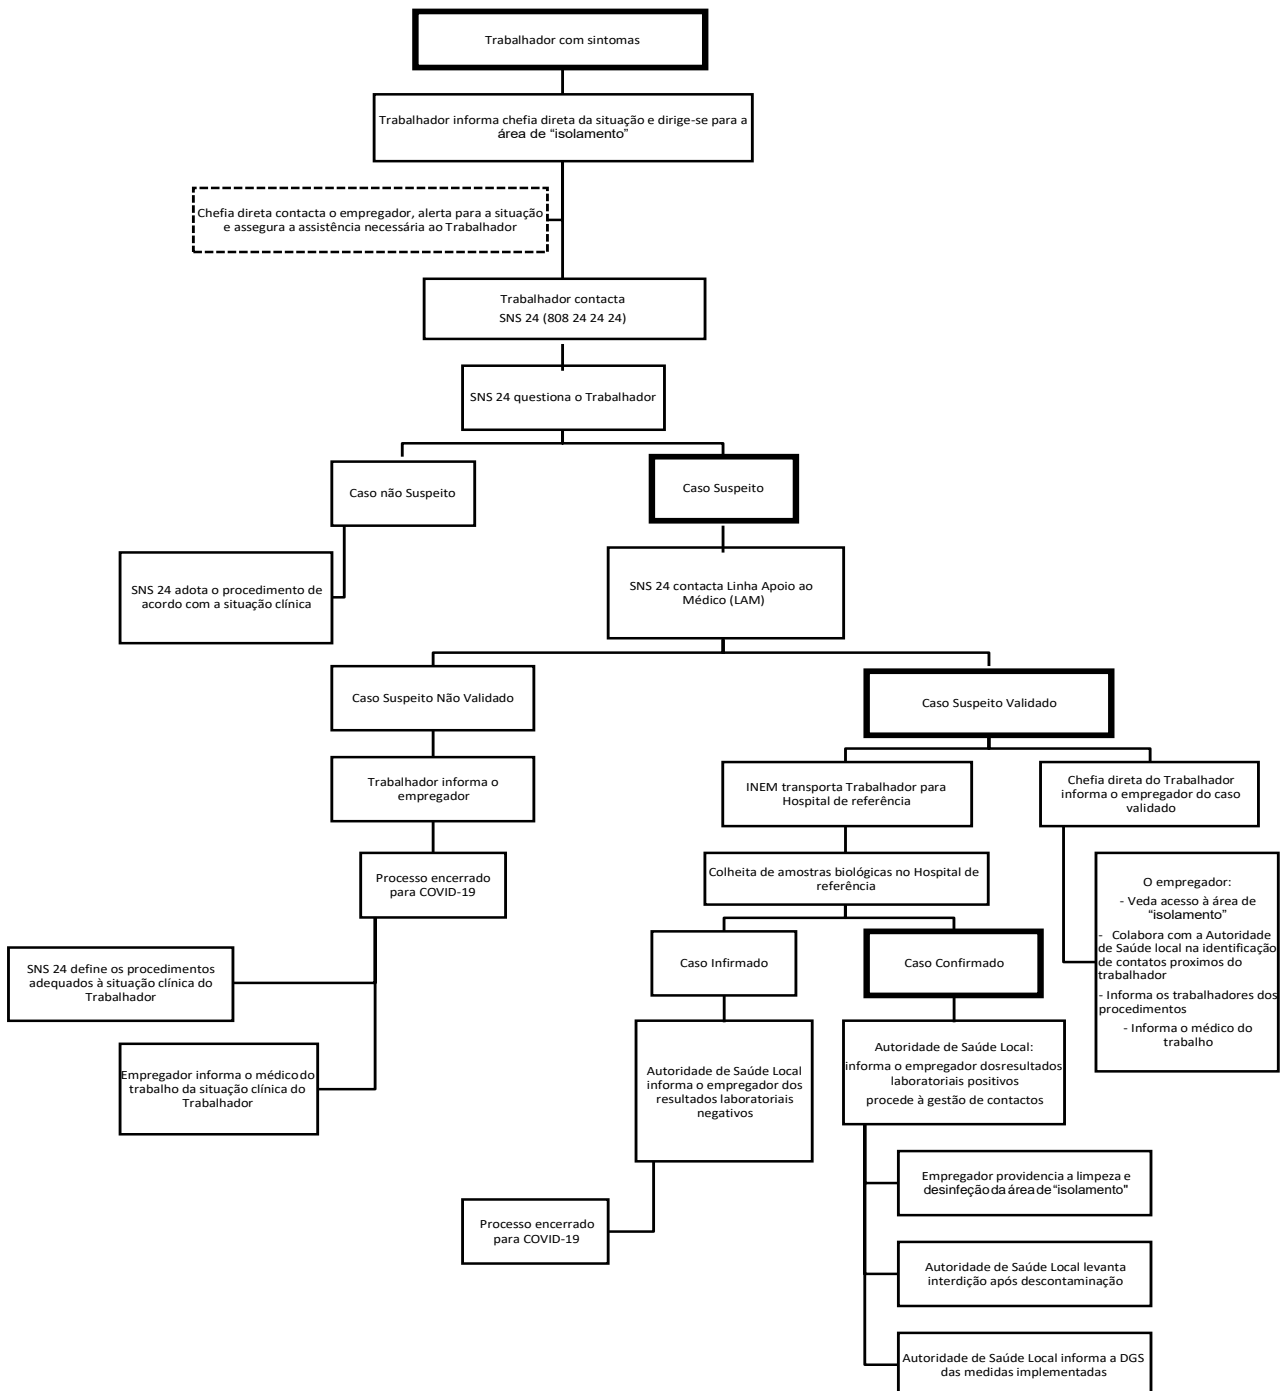 Trabalhador com sintomas
Trabalhador informa chefia direta da situação e dirige-se para a
área de “isolamento”
Chefia direta contacta o empregador, alerta para a situação
e assegura a assistência necessária ao Trabalhador
Trabalhador contacta
SNS 24 (808 24 24 24)
SNS 24 questiona o Trabalhador
Caso não Suspeito
Caso Suspeito
SNS 24 adota o procedimento de
acordo com a situação clínica
SNS 24 contacta Linha Apoio ao
Médico (LAM)
Caso Suspeito Não Validado
Caso Suspeito Validado
Trabalhador informa o
empregador
INEM transporta Trabalhador para
Hospital de referência
Chefia direta do Trabalhador
informa o empregador do caso
validado
Processo encerrado
para COVID-19
Colheita de amostras biológicas no Hospital de
referência
O empregador:
- Veda acesso à área de
“isolamento”
- Colabora com a Autoridade
de Saúde local na identificação
de contatos proximos do
trabalhador
- Informa os trabalhadores dos
procedimentos
- Informa o médico do
trabalho
SNS 24 define os procedimentos
adequados à situação clínica do
Trabalhador
Caso Infirmado
Caso Confirmado
Empregador informa o médico do
trabalho da situação clínica do
Trabalhador
Autoridade de Saúde Local
informa o empregador dos
resultados laboratoriais
negativos
Autoridade de Saúde Local:
informa o empregador dosresultados
laboratoriais positivos
procede à gestão de contactos
Processo encerrado
para COVID-19
Empregador providencia a limpeza e
desinfeção da área de “isolamento”
Autoridade de Saúde Local levanta
interdição após descontaminação
Autoridade de Saúde Local informa a DGS
das medidas implementadas